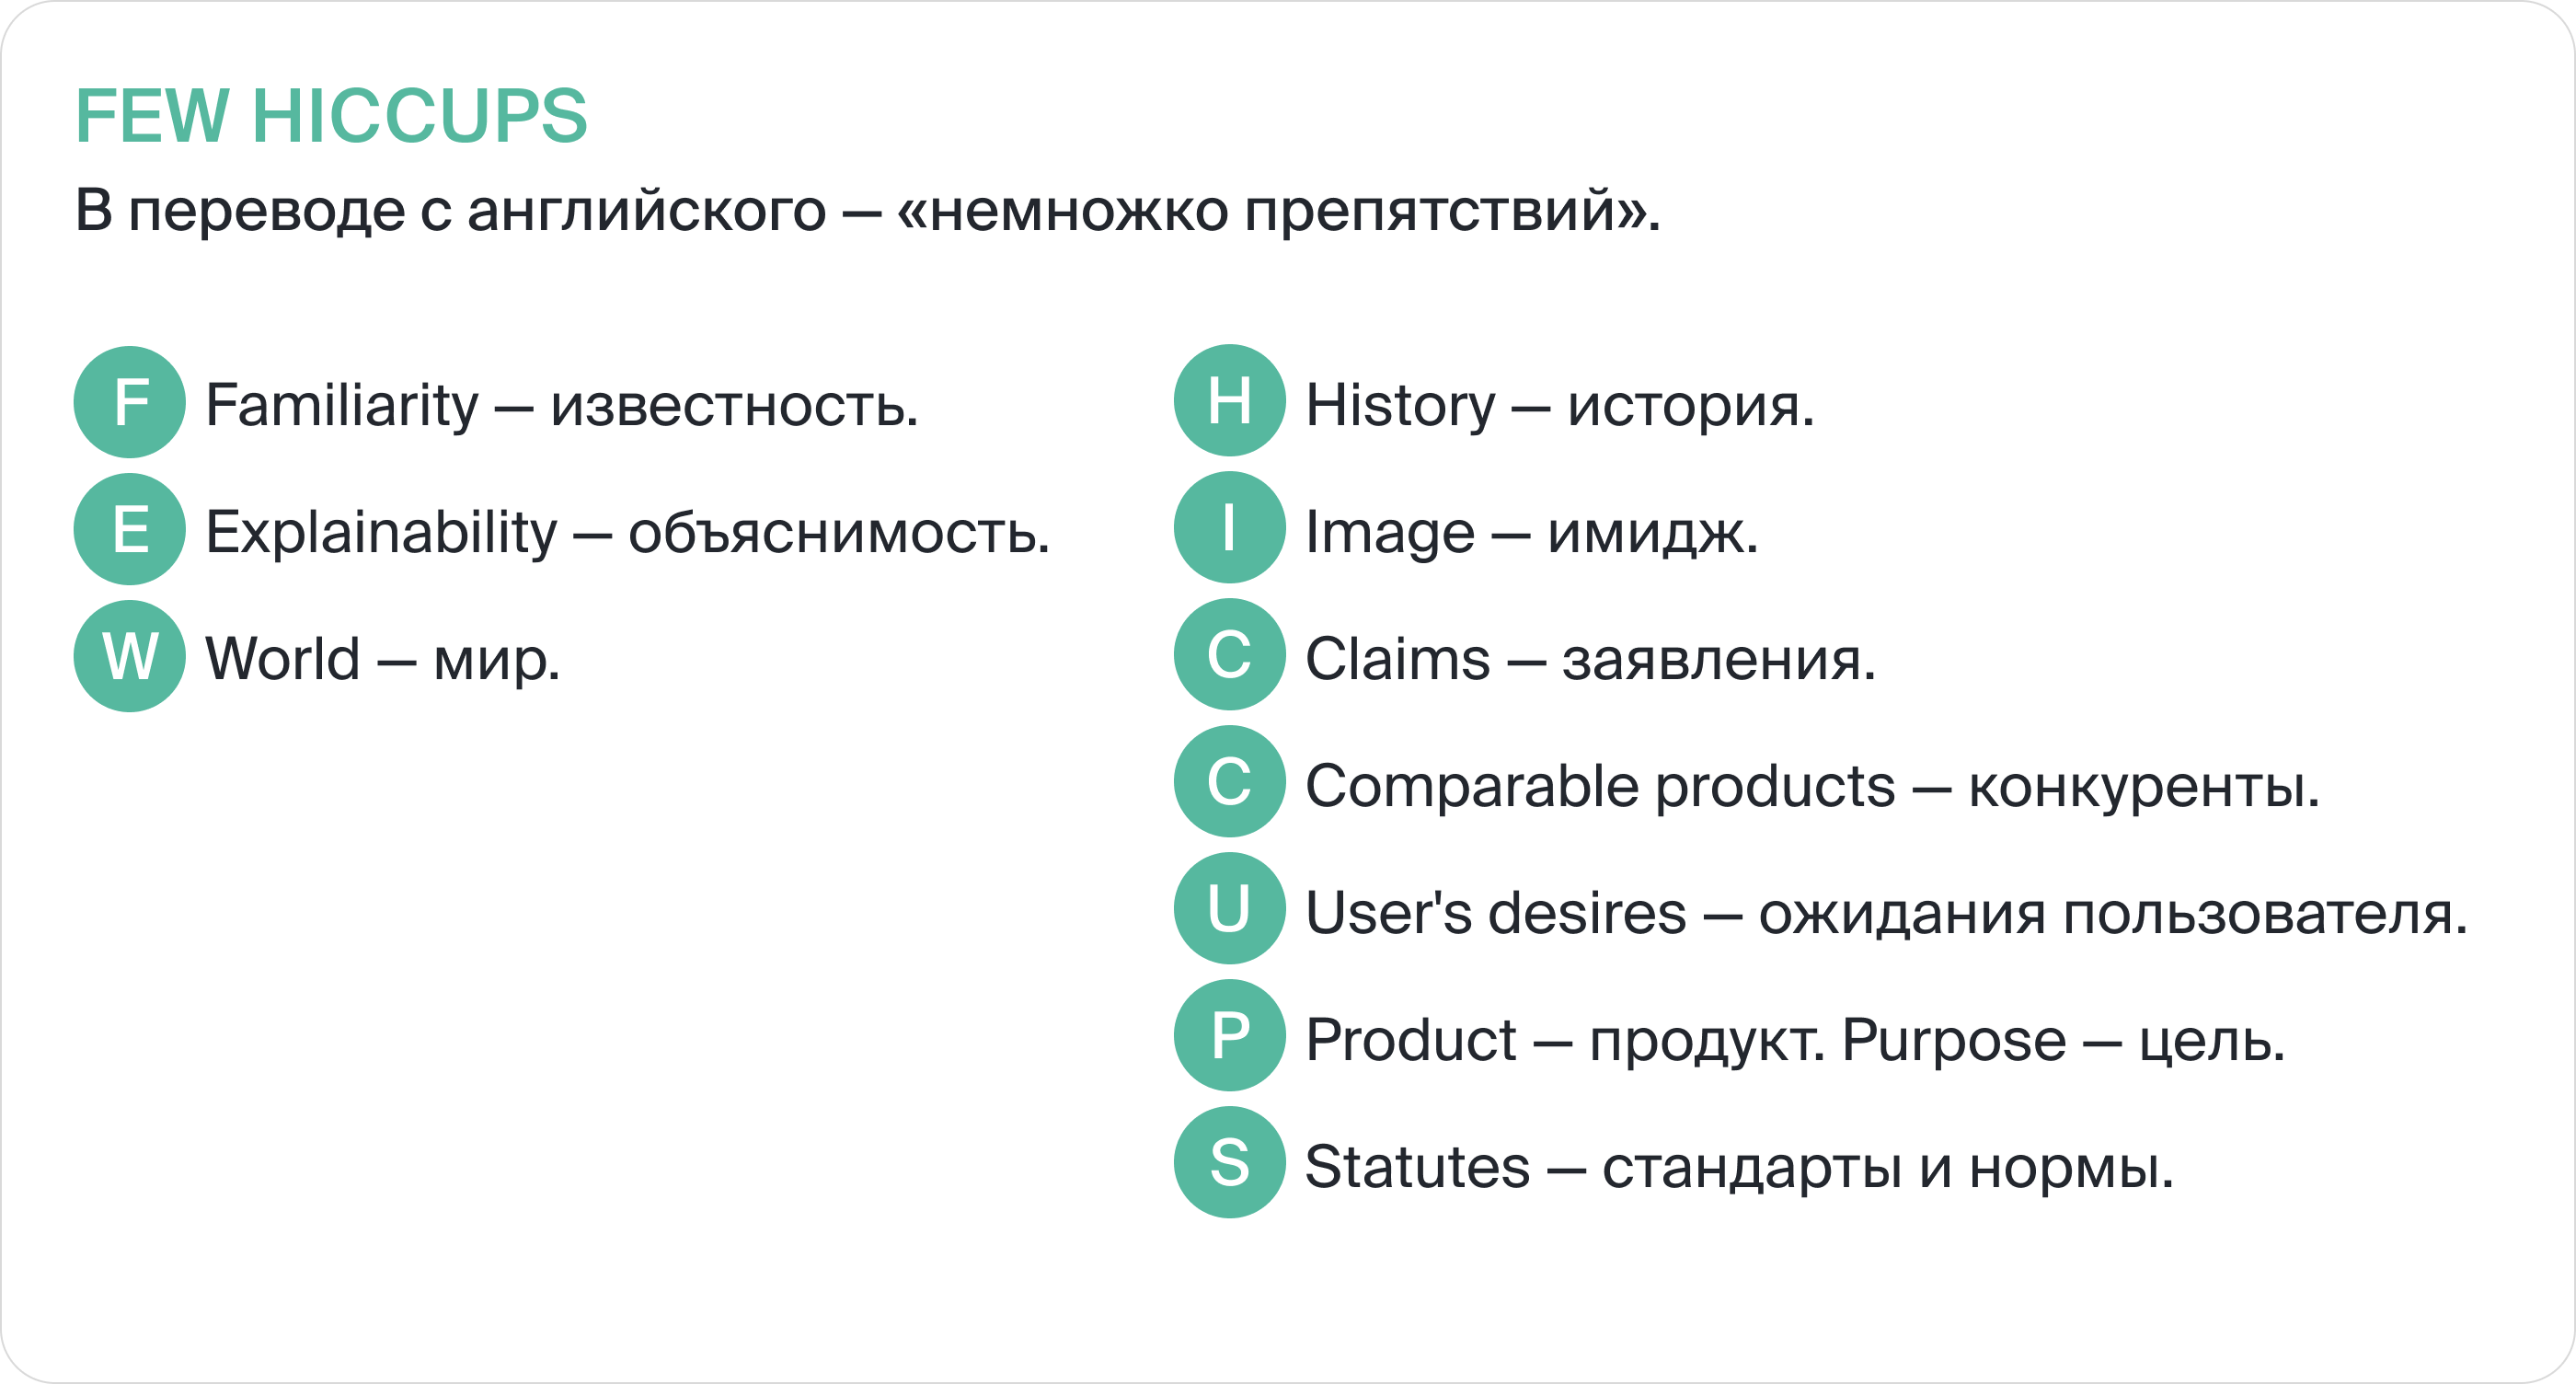 FEW HICCUPS
В переводе с английского — «немножко препятствий».
F Familiarity — известность.
E Explainability — объяснимость.
W World — мир.
H History — история.
I Image — имидж.
C Claims — заявления.
C Comparable products — конкуренты.
U User's desires — ожидания пользователя.
P Product — продукт. Purpose — цель.
S Statutes — стандарты и нормы.